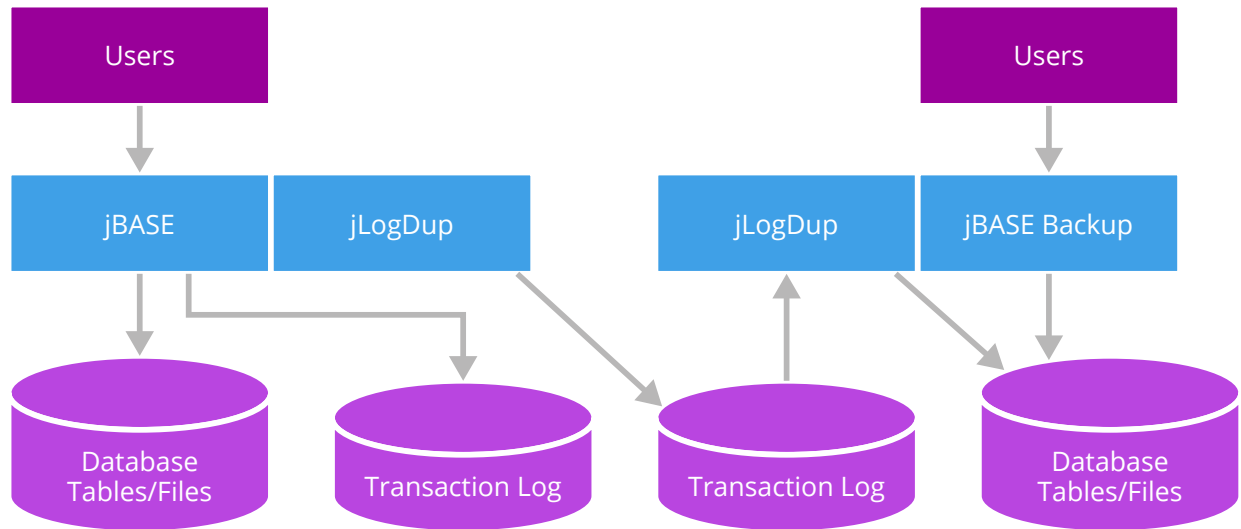 Users
Users
jBASE
jLogDup
jLogDup
jBASE Backup
Database
Tables/Files
Transaction Log
Transaction Log
Database
Tables/Files